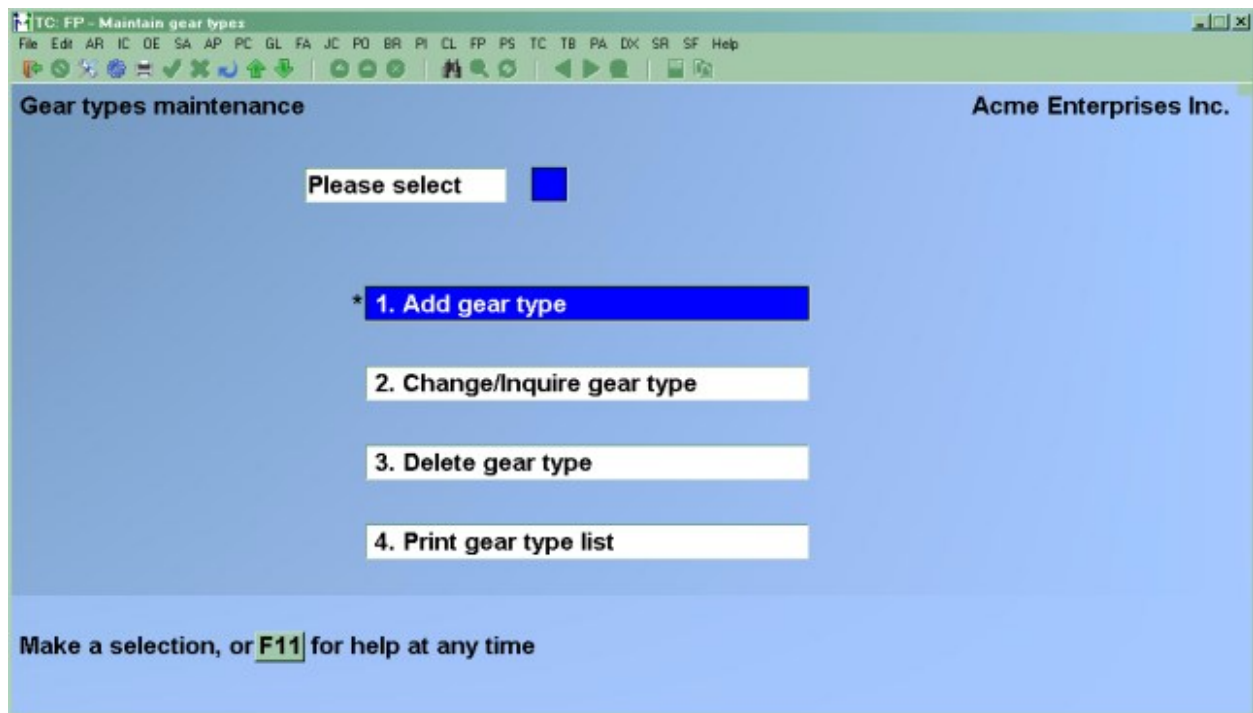 TC: FP - Maintain gear types
File Edit AR IC OE SA AP PC GL FA JC PO BR PI CL FP PS TC TB PA DX SR SF Help
Gear types maintenance Acme Enterprises Inc.
Please select
* 1. Add gear type
2. Change/Inquire gear type
3. Delete gear type
4. Print gear type list
Make a selection, or F11 for help at any time